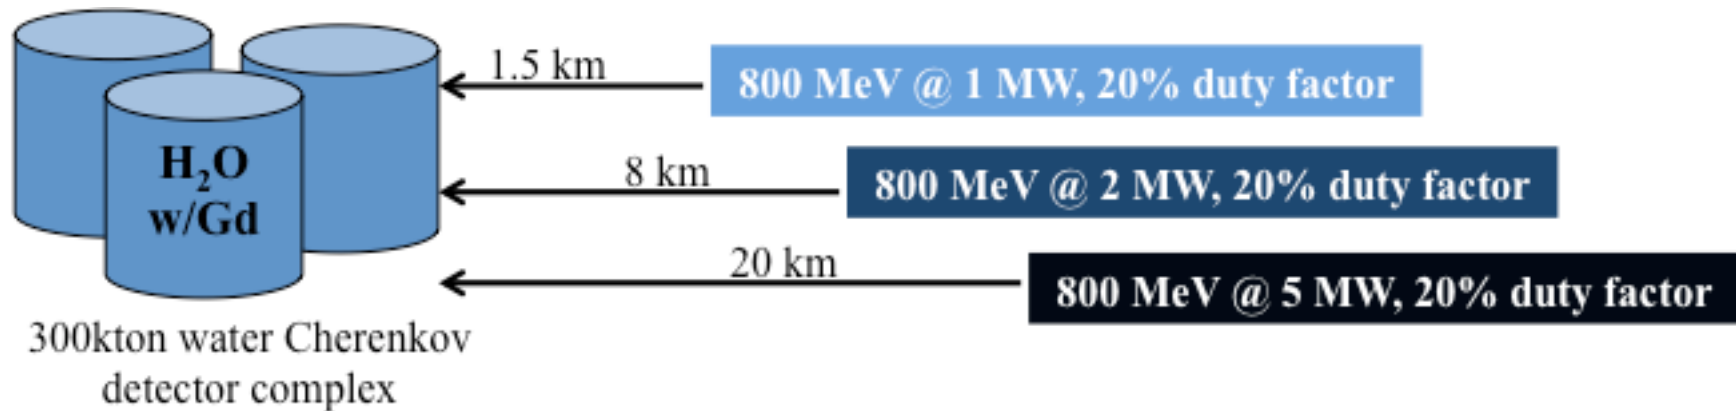 1.5 km
800 MeV @ 1 MW, 20% duty factor
H₂O
w/Gd
8 km
800 MeV @ 2 MW, 20% duty factor
20 km
800 MeV @ 5 MW, 20% duty factor
300kton water Cherenkov
detector complex